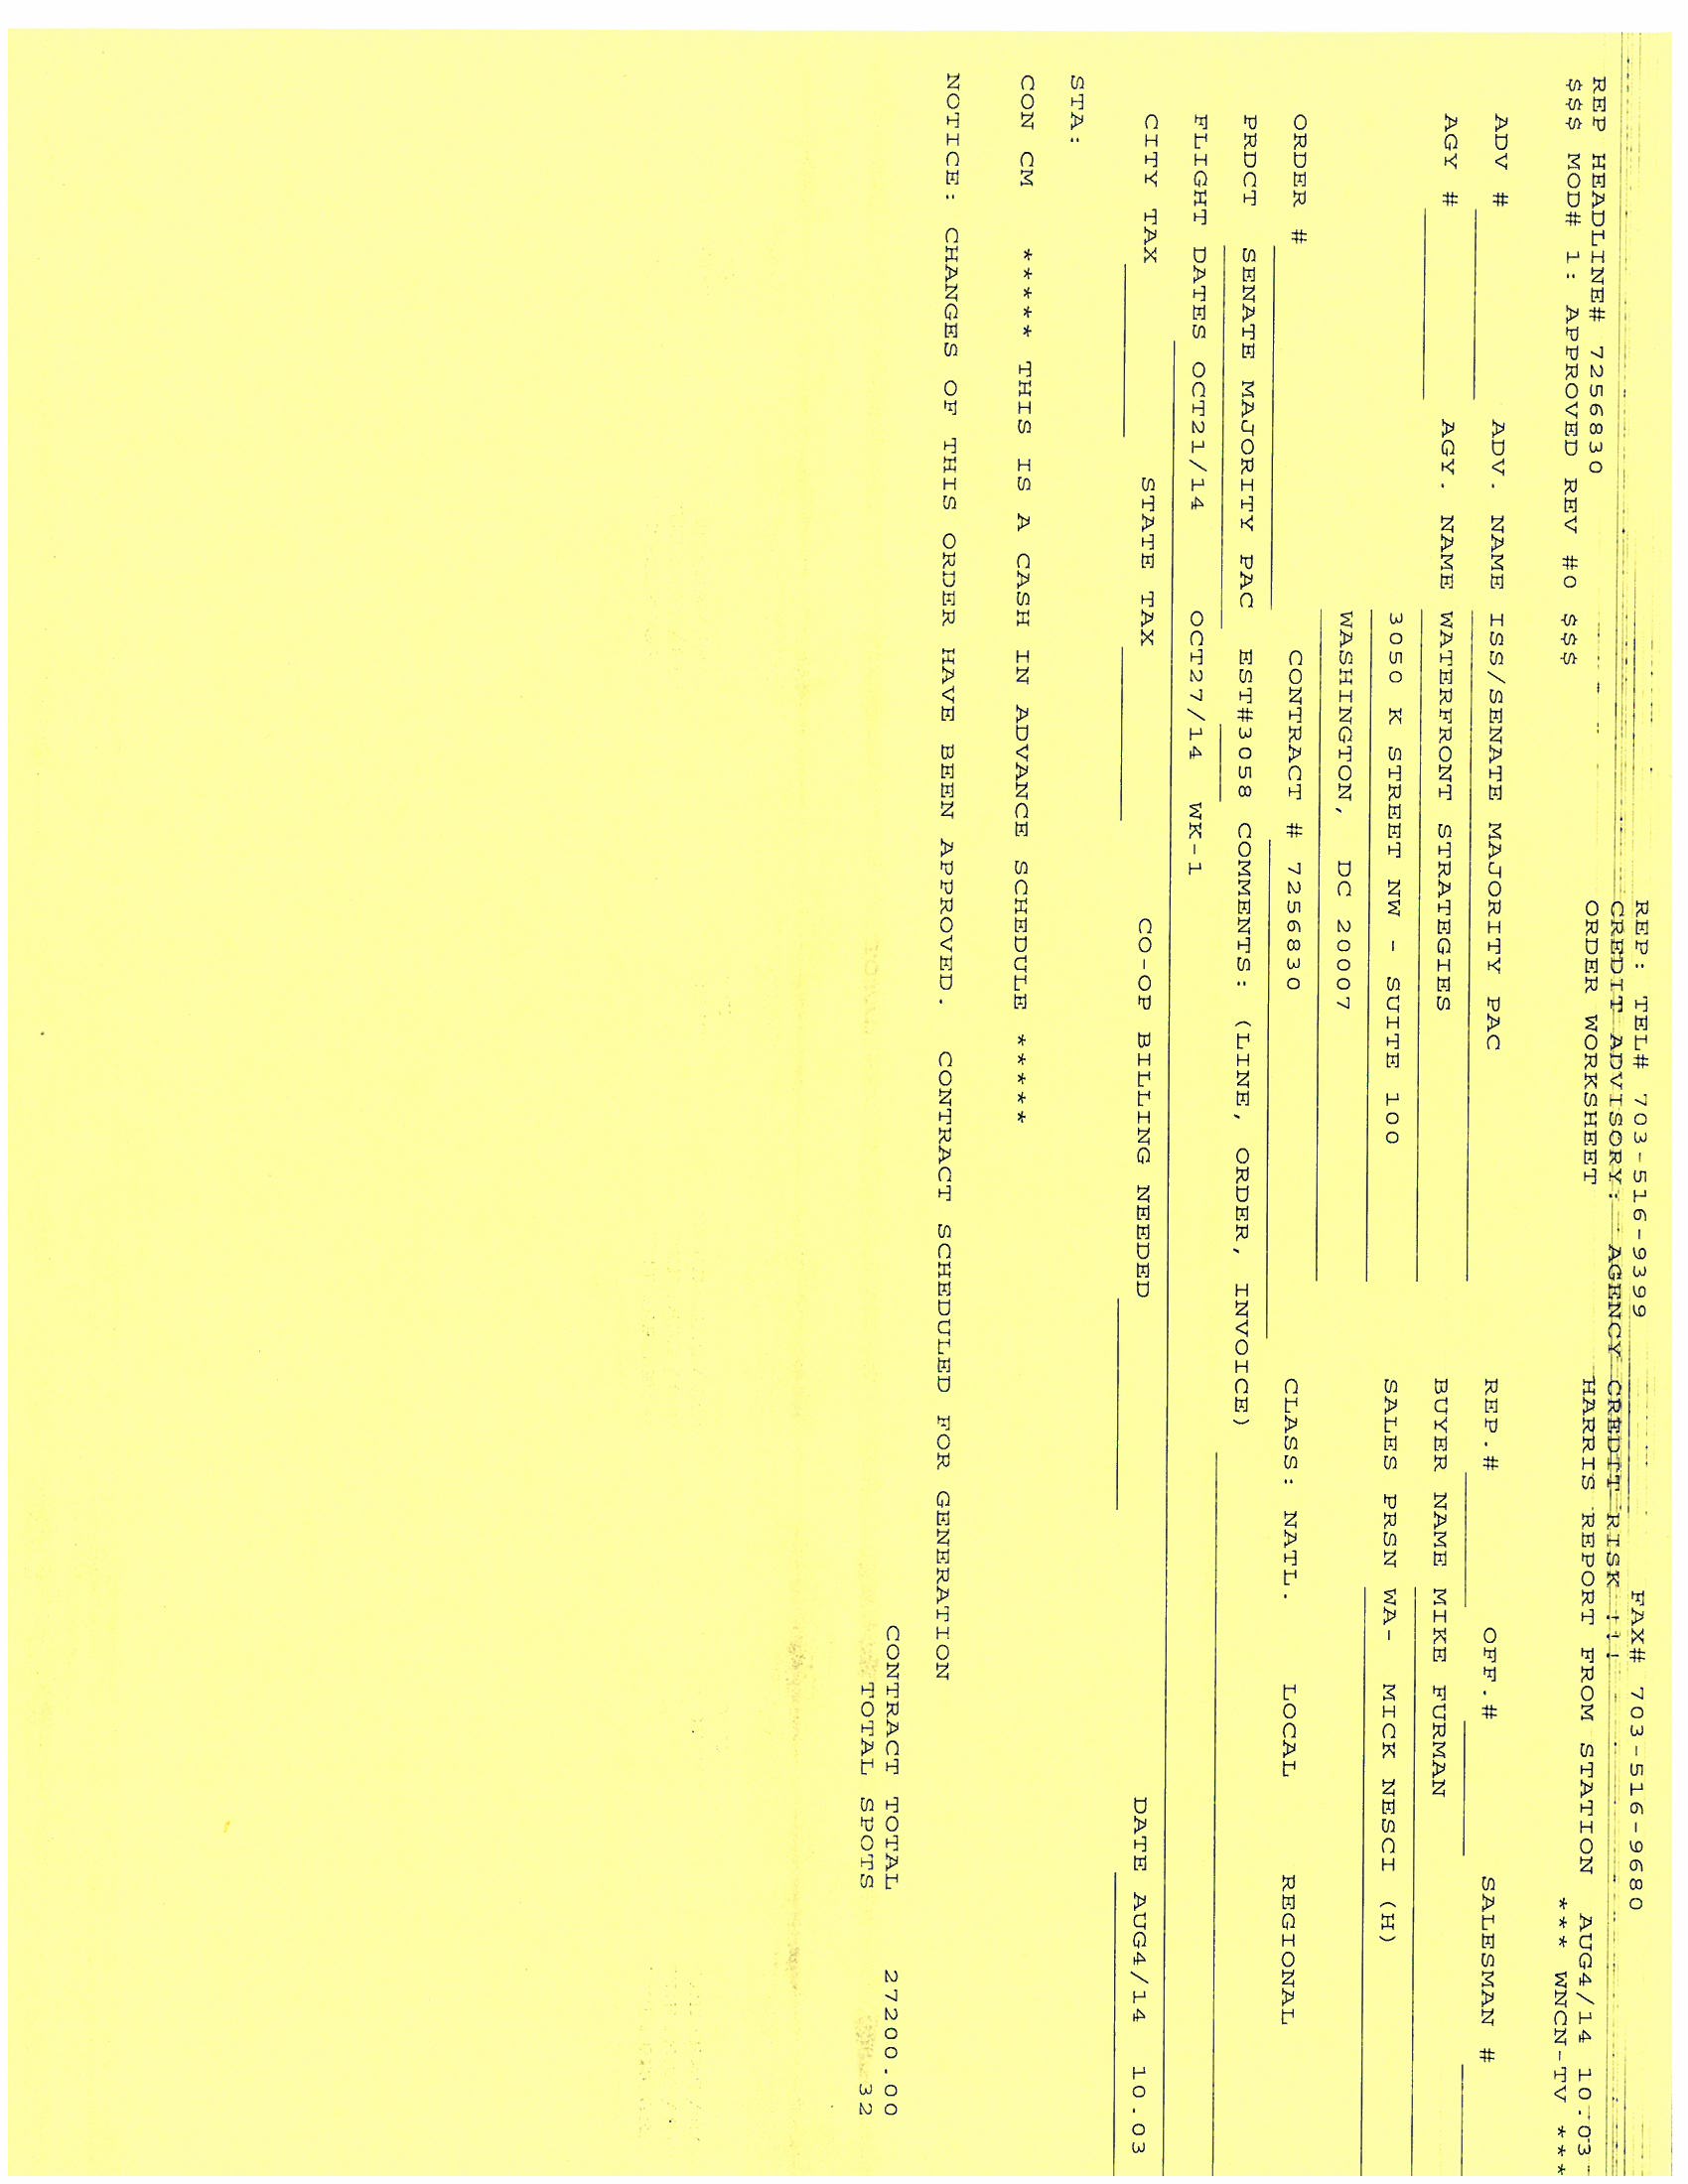 REP: TEL# 703-516-9399 FAX# 703-516-9680
CREDIT ADVISORY: AGENCY CREDIT RISK !!!
REP HEADLINE# 7256830 ORDER WORKSHEET HARRIS REPORT FROM STATION AUG4/14 10.03
$$$ MOD# 1: APPROVED REV #0 $$$ *** WNCN-TV ***
ADV # ADV. NAME ISS/SENATE MAJORITY PAC REP.# OFF.# SALESMAN #
AGY # AGY. NAME WATERFRONT STRATEGIES BUYER NAME MIKE FURMAN
3050 K STREET NW - SUITE 100 SALES PRSN WA- MICK NESCI (H)
WASHINGTON, DC 20007
ORDER # CONTRACT # 7256830 CLASS: NATL. LOCAL REGIONAL
PRDCT SENATE MAJORITY PAC EST#3058 COMMENTS: (LINE, ORDER, INVOICE)
FLIGHT DATES OCT21/14 OCT27/14 WK-1
CITY TAX STATE TAX CO-OP BILLING NEEDED DATE AUG4/14 10.03
STA:
CON CM ***** THIS IS A CASH IN ADVANCE SCHEDULE *****
NOTICE: CHANGES OF THIS ORDER HAVE BEEN APPROVED. CONTRACT SCHEDULED FOR GENERATION
CONTRACT TOTAL 27200.00
TOTAL SPOTS 32